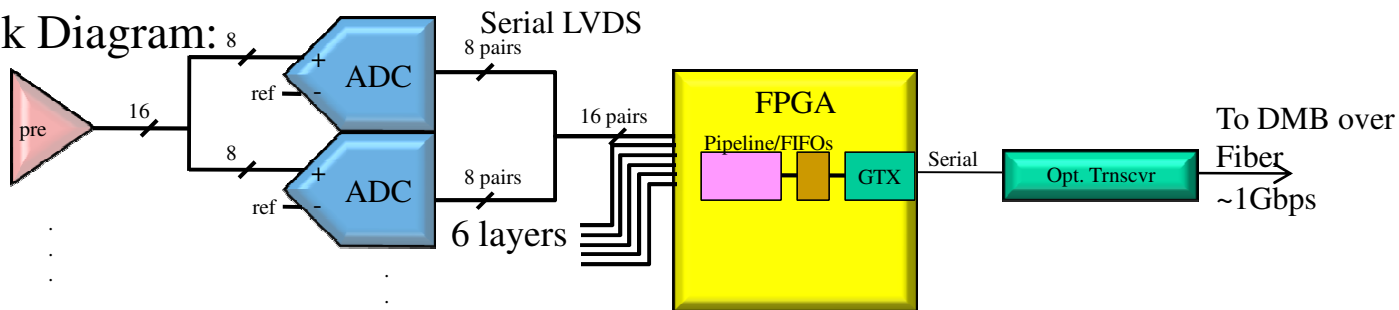 k Diagram:
Serial LVDS
8
8 pairs
+
ADC
ref
-
FPGA
pre
16
16 pairs
To DMB over
Fiber
~1Gbps
Pipeline/FIFOs
Serial
GTX
Opt. Trnscvr
8
+
8 pairs
ADC
ref
-
6 layers